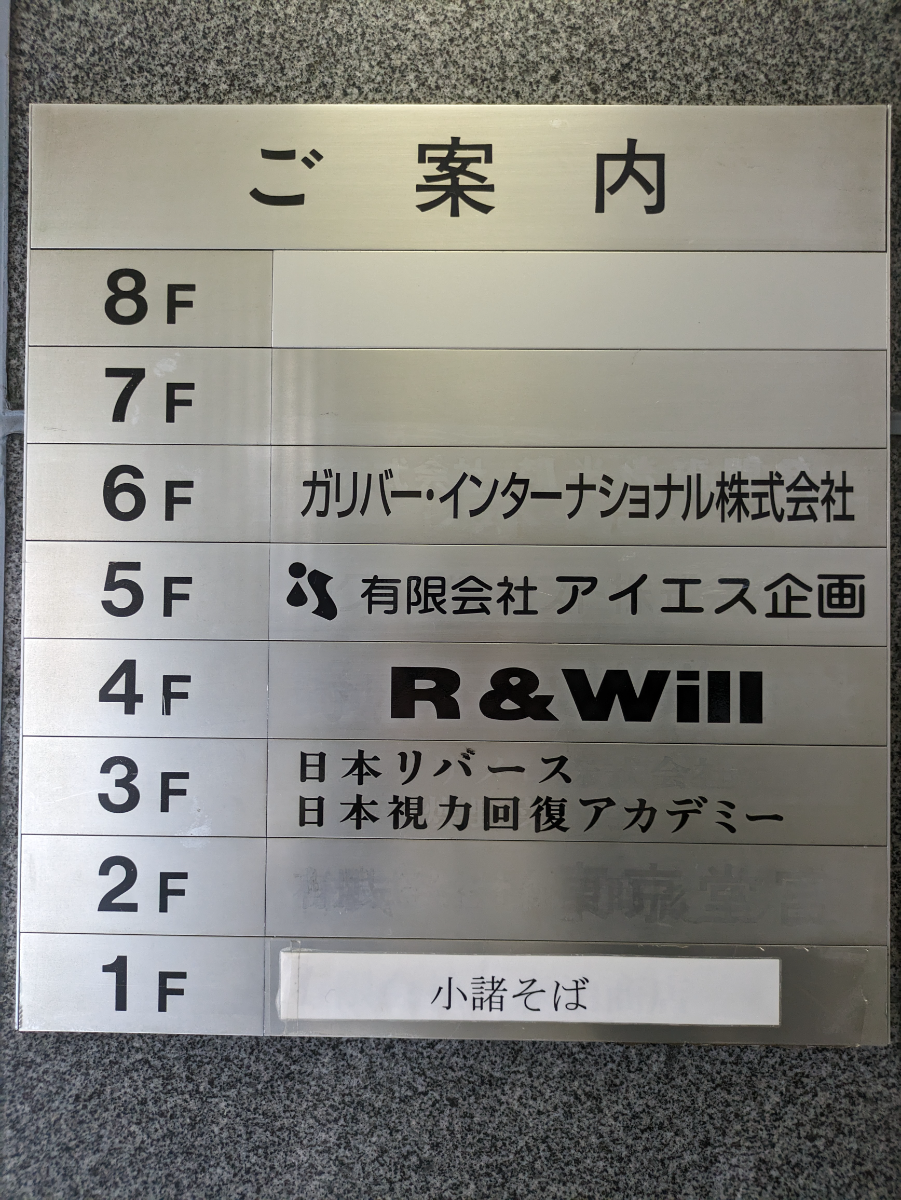 ご案内
8F
7F
6F ガリバー・インターナショナル株式会社
5F 有限会社 アイエス企画
4F R&Will
3F 日本リバース
日本視力回復アカデミー
2F
1F 小諸そば